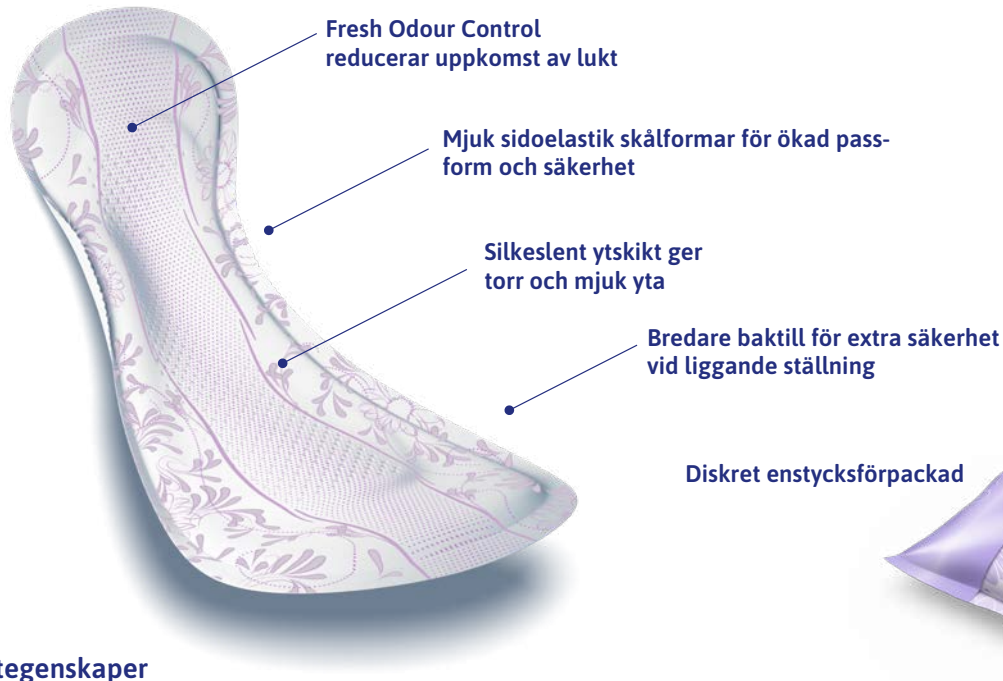 Fresh Odour Control
reducerar uppkomst av lukt
Mjuk sidoelastik skålformar för ökad pass-
form och säkerhet
Silkeslent ytskikt ger
torr och mjuk yta
Bredare baktill för extra säkerhet
vid liggande ställning
Diskret enstycksförpackad
tegenskaper